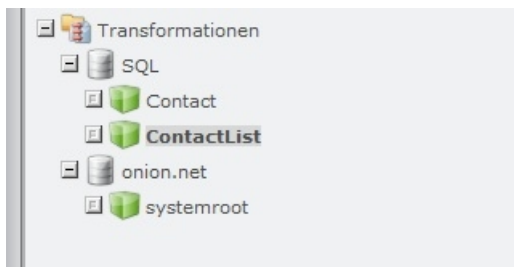 Transformationen
SQL
Contact
ContactList
onion.net
systemroot